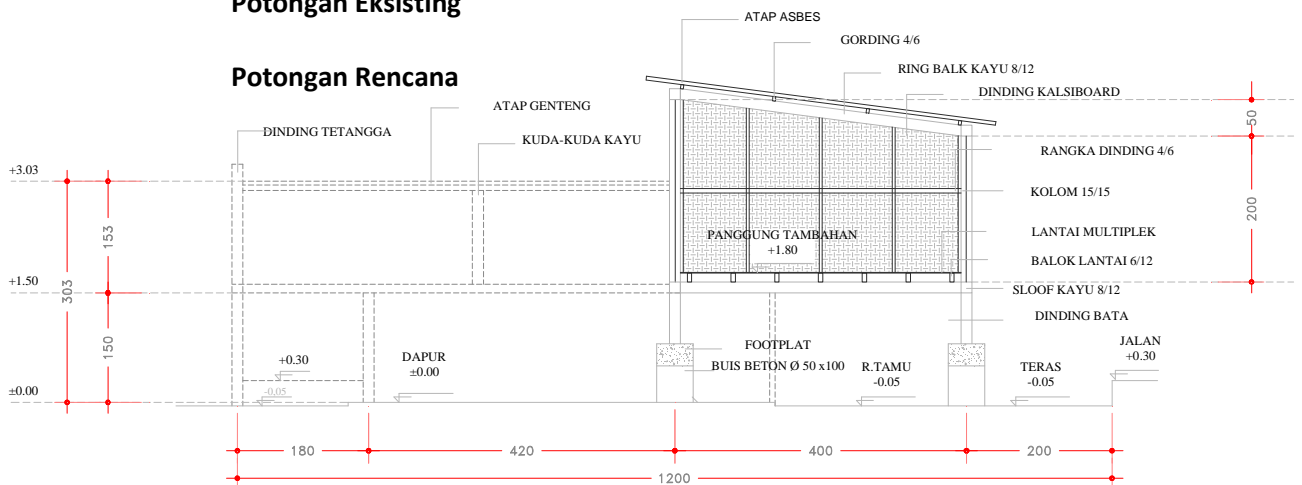 Potongan Eksisting
Potongan Rencana
ATAP ASBES
GORDING 4/6
RING BALK KAYU 8/12
DINDING KALSIBOARD
ATAP GENTENG
DINDING TETANGGA
KUDA-KUDA KAYU
50
RANGKA DINDING 4/6
+3.03
KOLOM 15/15
200
153
PANGGUNG TAMBAHAN
+1.80
LANTAI MULTIPLEK
BALOK LANTAI 6/12
+1.50
303
SLOOF KAYU 8/12
DINDING BATA
150
FOOTPLAT
BUIS BETON Ø 50 x100
JALAN
+0.30
+0.30
DAPUR
±0.00
R.TAMU
-0.05
TERAS
-0.05
±0.00
-0.05
180
420
400
200
1200